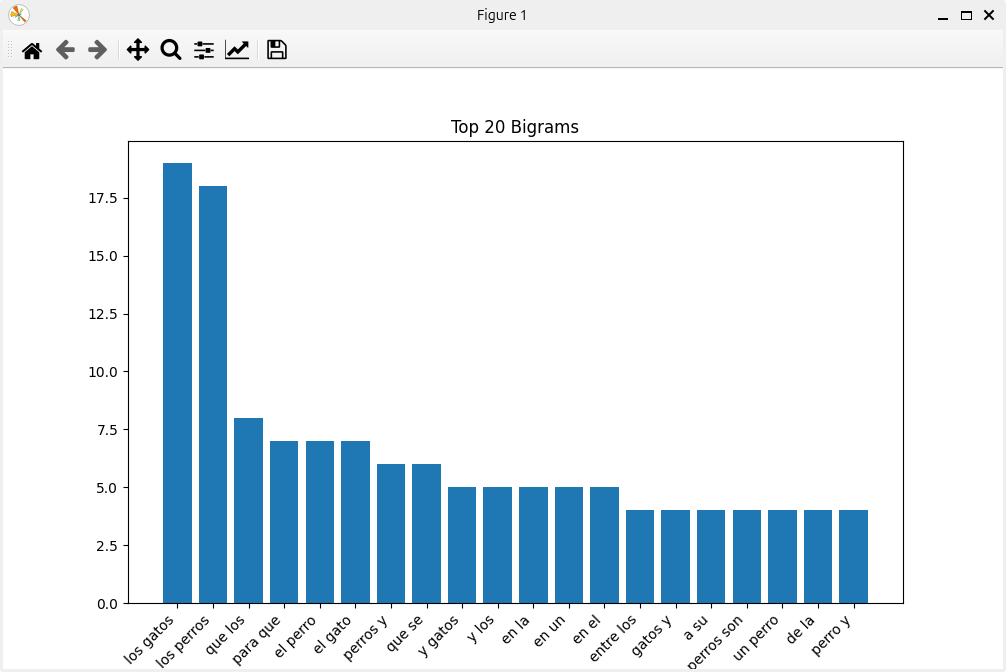 Figure 1
Top 20 Bigrams
17.5
15.0
12.5
10.0
7.5
5.0
2.5
0.0
los gatos
los perros
que los
para que
el perro
el gato
perros y
que se
y gatos
y los
en la
en un
en el
entre los
gatos y
a su
perros son
un perro
de la
perro y